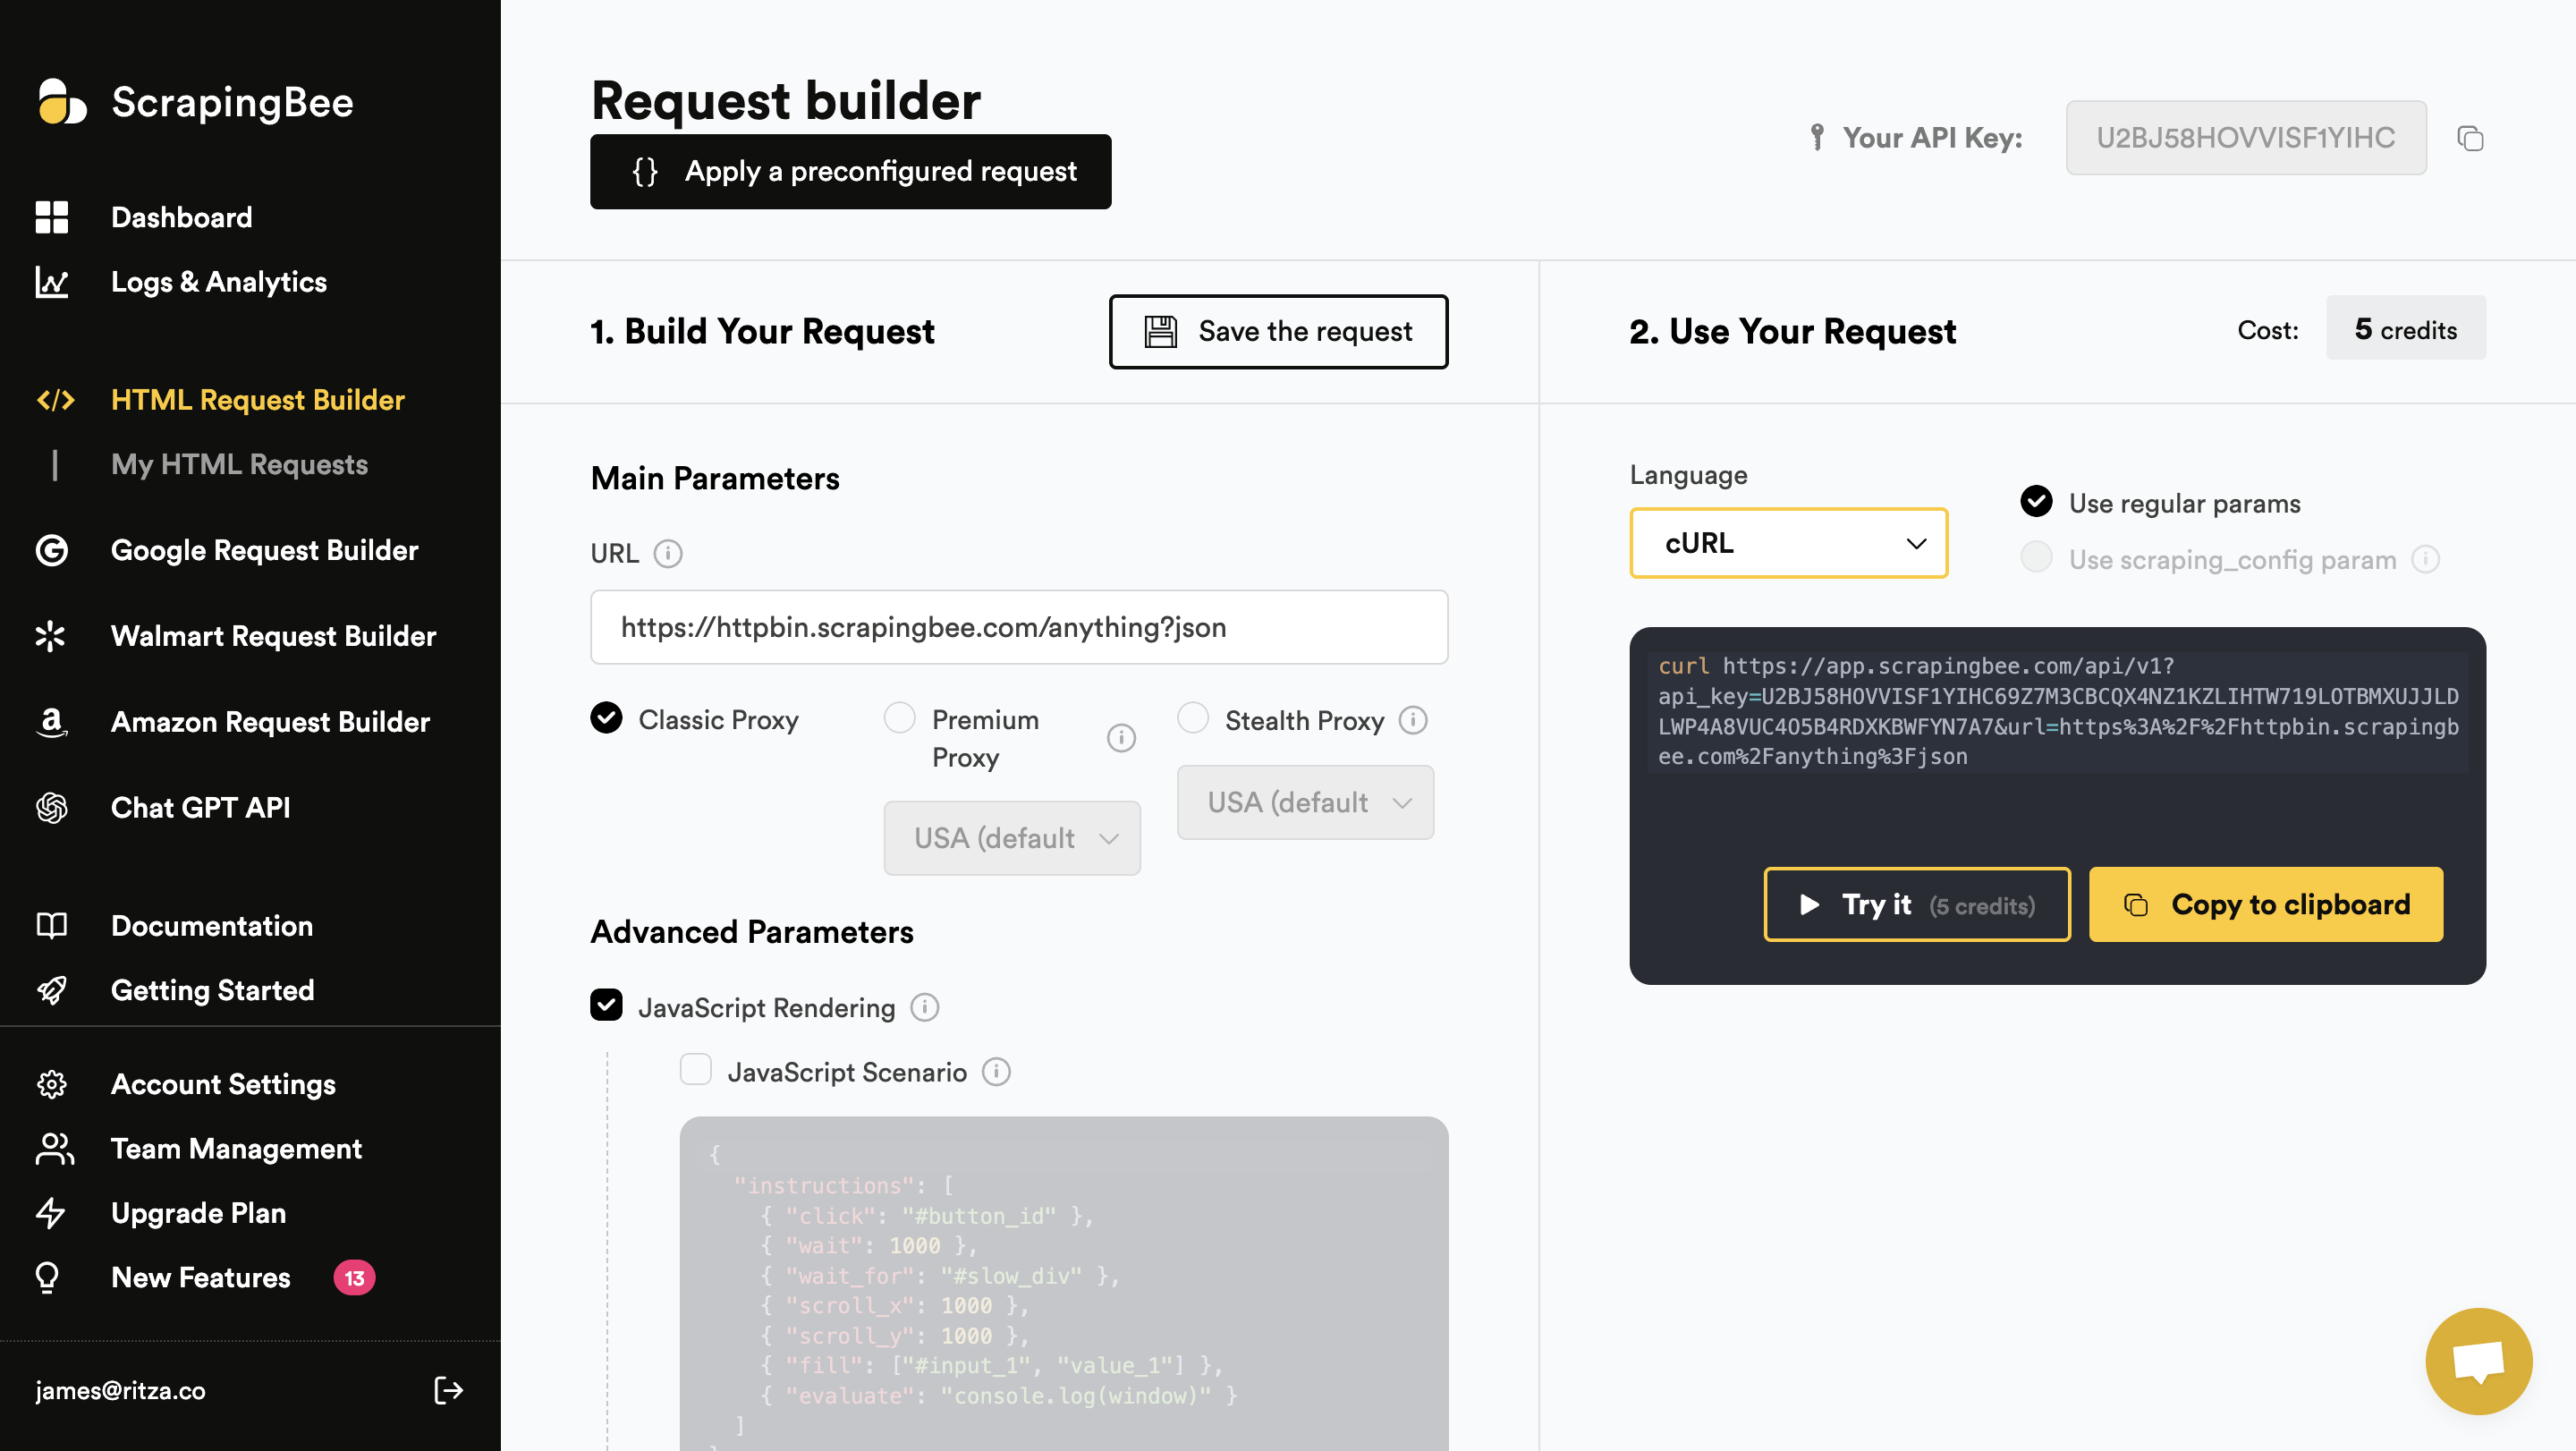 ScrapingBee
Dashboard
Logs & Analytics
HTML Request Builder
My HTML Requests
Google Request Builder
Walmart Request Builder
Amazon Request Builder
Chat GPT API
Documentation
Getting Started
Account Settings
Team Management
Upgrade Plan
New Features 13
james@ritza.co
Request builder
{} Apply a preconfigured request
Your API Key: U2BJ58HOVVISF1YIHC
1. Build Your Request
Save the request
Main Parameters
URL
https://httpbin.scrapingbee.com/anything?json
Classic Proxy
Premium
Proxy
USA (default
Stealth Proxy
USA (default
Advanced Parameters
JavaScript Rendering
JavaScript Scenario
{
"instructions": [
{ "click": "#button_id" },
{ "wait": 1000 },
{ "wait_for": "#slow_div" },
{ "scroll_x": 1000 },
{ "scroll_y": 1000 },
{ "fill": ["#input_1", "value_1"] },
{ "evaluate": "console.log(window)" }
]
2. Use Your Request
Cost: 5 credits
Language
cURL
Use regular params
Use scraping_config param
curl https://app.scrapingbee.com/api/v1?
api_key=U2BJ58HOVVISF1YIHC69Z7M3CBCQX4NZ1KZLIHTW719LOTBMXUJJLD
LWP4A8VUC4O5B4RDXKBWFYN7A7&url=https%3A%2F%2Fhttpbin.scrapingb
ee.com%2Fanything%3Fjson
Try it (5 credits)
Copy to clipboard